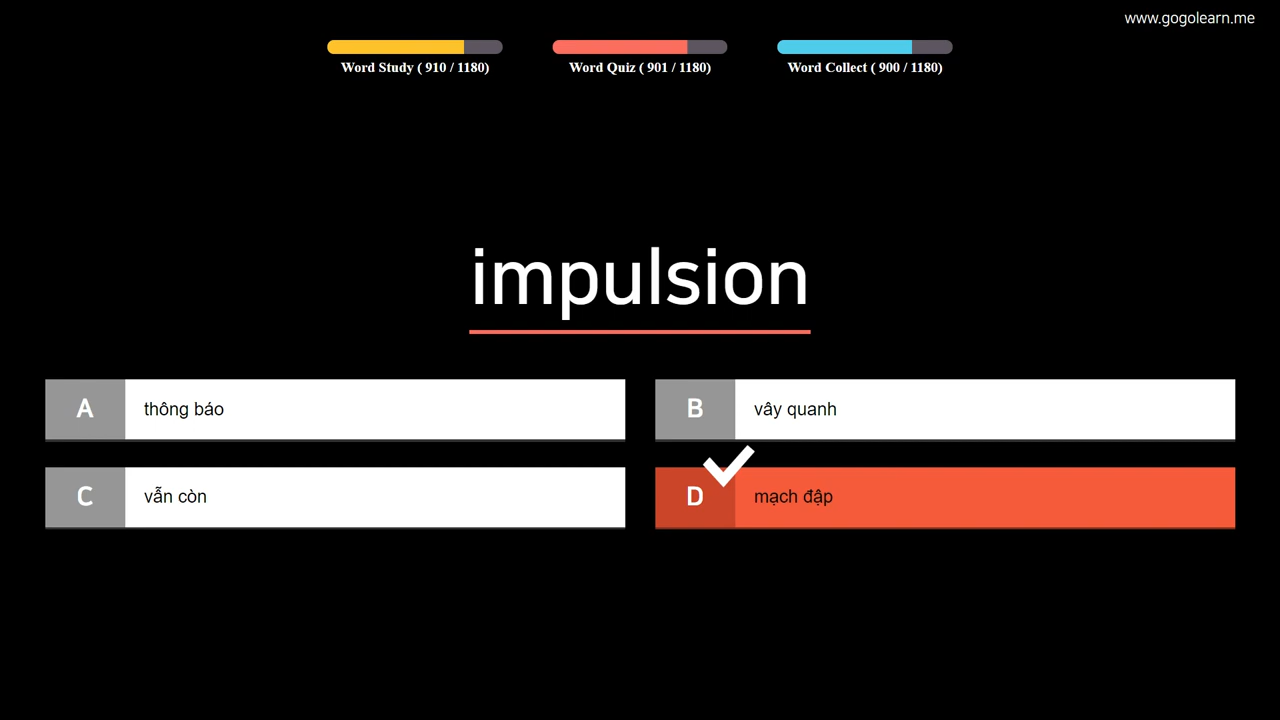 www.gogolearn.me
Word Study ( 910 / 1180)
Word Quiz ( 901 / 1180)
Word Collect ( 900 / 1180)
impulsion
A thông báo
B vây quanh
C vẫn còn
D mạch đập